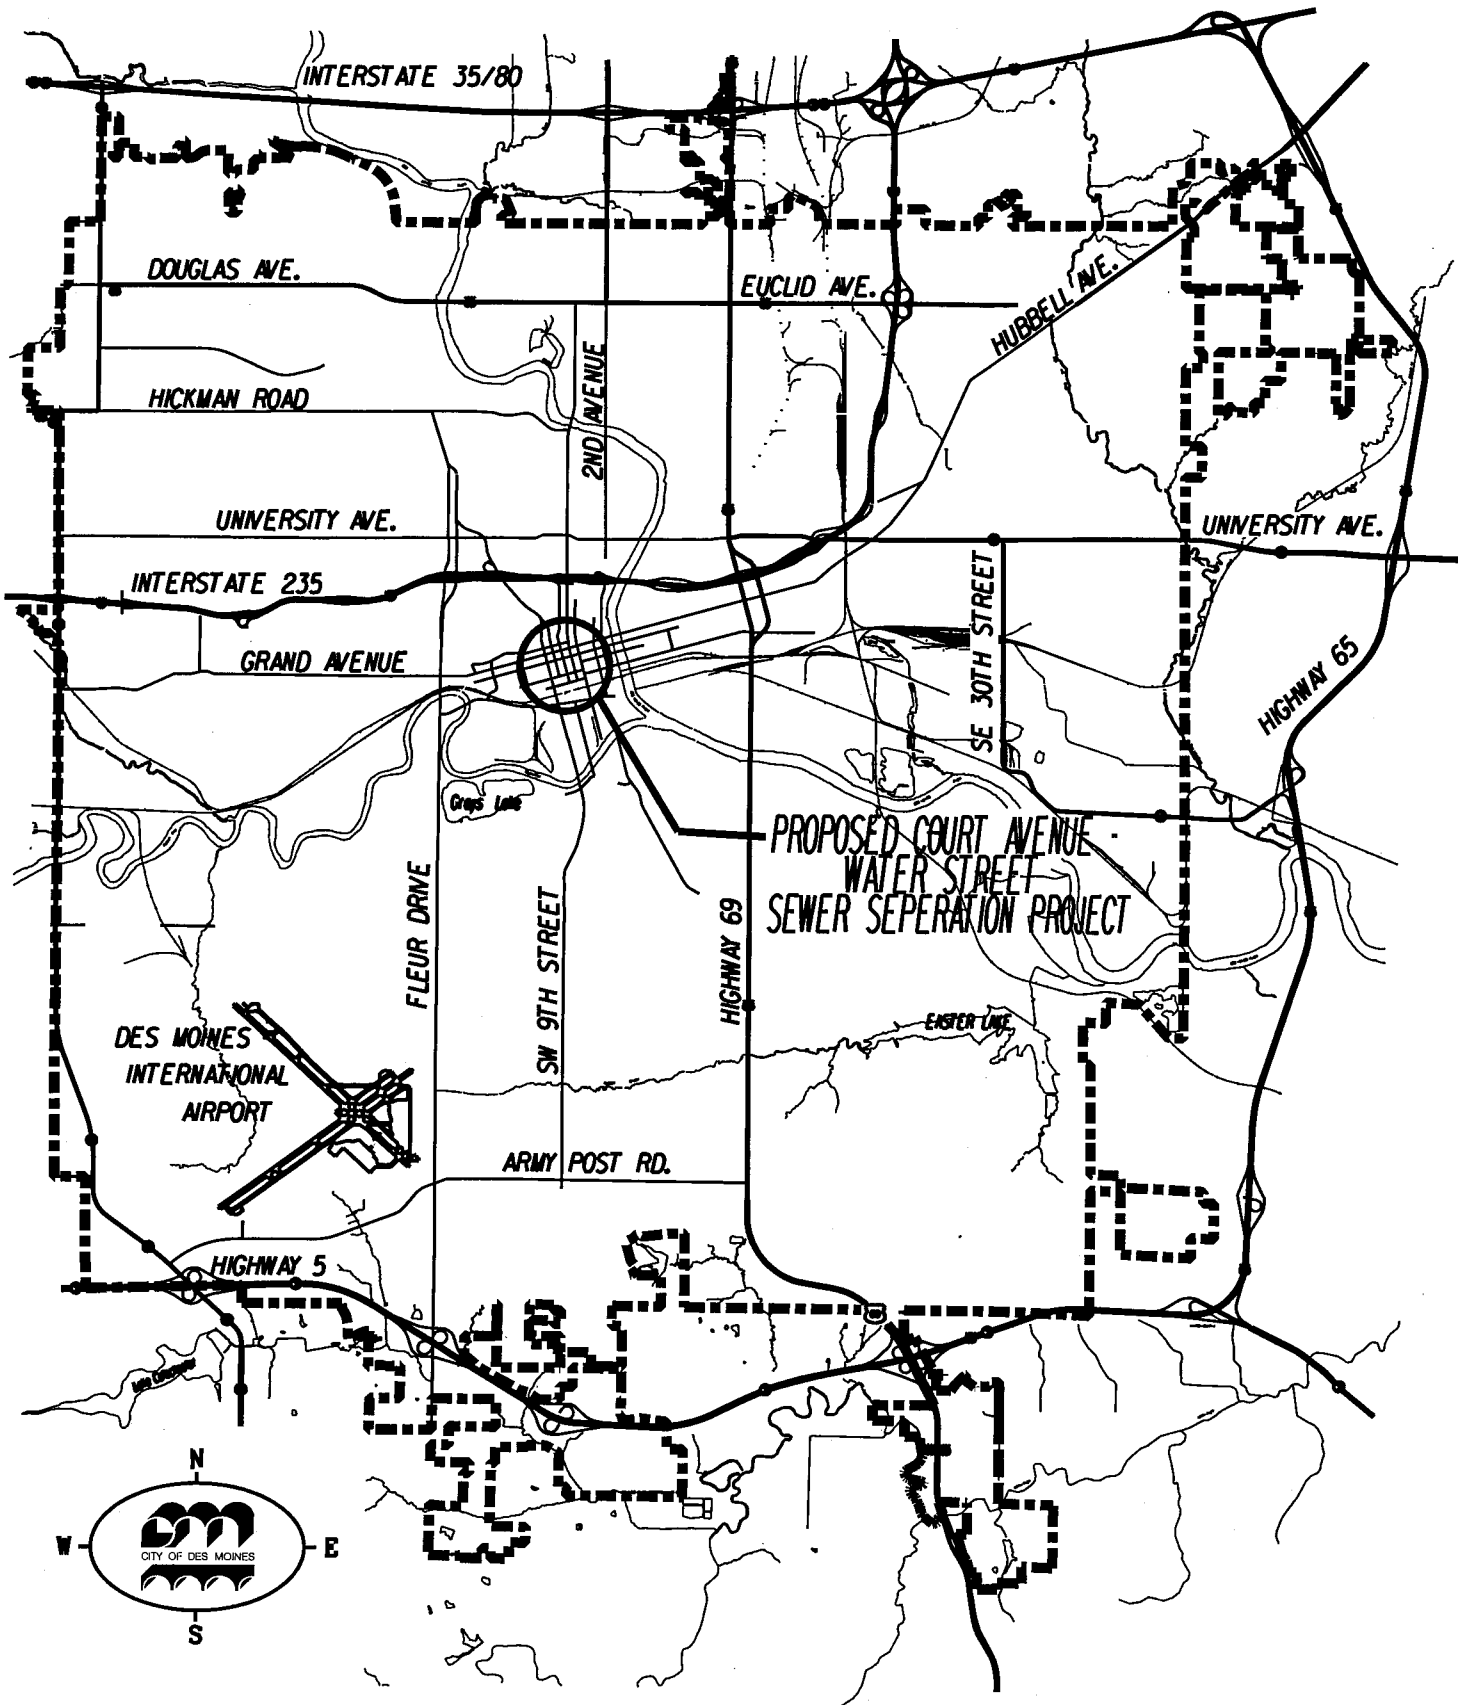 INTERSTATE 35/80
DOUGLAS AVE.
EUCLID AVE.
HUBBELL AVE.
HICKMAN ROAD
2ND AVENUE
UNIVERSITY AVE.
UNIVERSITY AVE.
INTERSTATE 235
SE 30TH STREET
GRAND AVENUE
HIGHWAY 65
Grays Lake
PROPOSED COURT AVENUE
WATER STREET
SEWER SEPERATION PROJECT
FLEUR DRIVE
SW 9TH STREET
HIGHWAY 69
EASTER LAKE
DES MOINES
INTERNATIONAL
AIRPORT
ARMY POST RD.
HIGHWAY 5
N
W
E
S
CITY OF DES MOINES